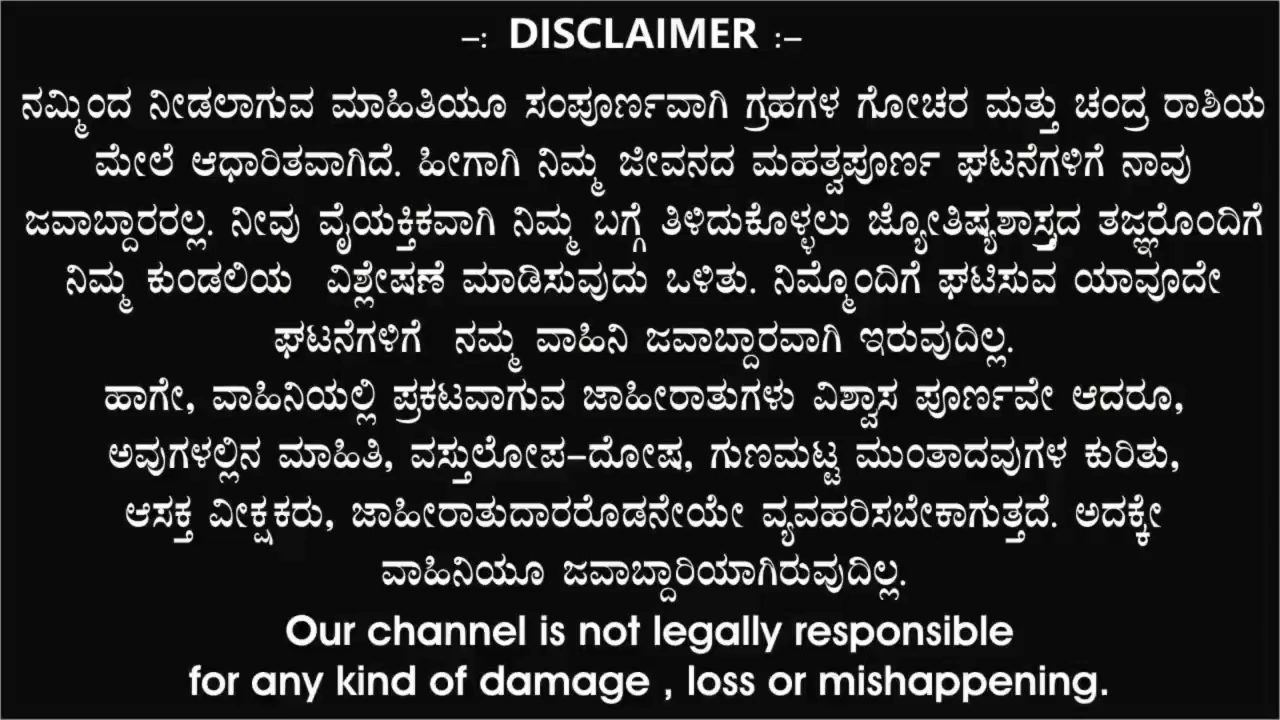 –: DISCLAIMER :–
ನಮ್ಮಿಂದ ನೀಡಲಾಗುವ ಮಾಹಿತಿಯೂ ಸಂಪೂರ್ಣವಾಗಿ ಗ್ರಹಗಳ ಗೋಚರ ಮತ್ತು ಚಂದ್ರ ರಾಶಿಯ
ಮೇಲೆ ಆಧಾರಿತವಾಗಿದೆ. ಹೀಗಾಗಿ ನಿಮ್ಮ ಜೀವನದ ಮಹತ್ವಪೂರ್ಣ ಘಟನೆಗಳಿಗೆ ನಾವು
ಜವಾಬ್ದಾರರಲ್ಲ. ನೀವು ವೈಯಕ್ತಿಕವಾಗಿ ನಿಮ್ಮ ಬಗ್ಗೆ ತಿಳಿದುಕೊಳ್ಳಲು ಜ್ಯೋತಿಷ್ಯಶಾಸ್ತ್ರದ ತಜ್ಞರೊಂದಿಗೆ
ನಿಮ್ಮ ಕುಂಡಲಿಯ ವಿಶ್ಲೇಷಣೆ ಮಾಡಿಸುವುದು ಒಳಿತು. ನಿಮ್ಮೊಂದಿಗೆ ಘಟಿಸುವ ಯಾವೂದೇ
ಘಟನೆಗಳಿಗೆ ನಮ್ಮ ವಾಹಿನಿ ಜವಾಬ್ದಾರವಾಗಿ ಇರುವುದಿಲ್ಲ.
ಹಾಗೇ, ವಾಹಿನಿಯಲ್ಲಿ ಪ್ರಕಟವಾಗುವ ಜಾಹೀರಾತುಗಳು ವಿಶ್ವಾಸ ಪೂರ್ಣವೇ ಆದರೂ,
ಅವುಗಳಲ್ಲಿನ ಮಾಹಿತಿ, ವಸ್ತುಲೋಪ–ದೋಷ, ಗುಣಮಟ್ಟ ಮುಂತಾದವುಗಳ ಕುರಿತು,
ಆಸಕ್ತ ವೀಕ್ಷಕರು, ಜಾಹೀರಾತುದಾರರೊಡನೇಯೇ ವ್ಯವಹರಿಸಬೇಕಾಗುತ್ತದೆ. ಅದಕ್ಕೇ
ವಾಹಿನಿಯೂ ಜವಾಬ್ದಾರಿಯಾಗಿರುವುದಿಲ್ಲ.
Our channel is not legally responsible
for any kind of damage , loss or mishappening.